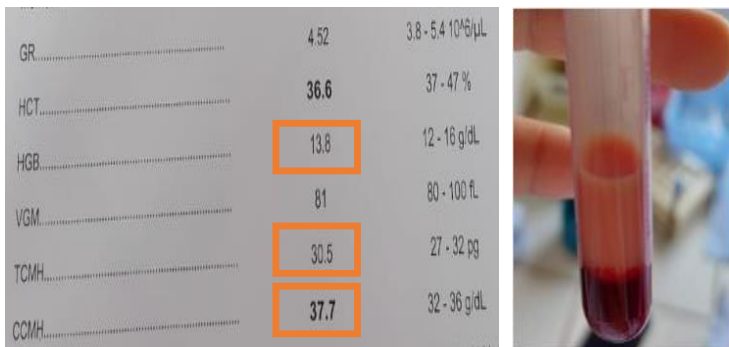 GR.......... 4.52 3.8 - 5.4 10^6/µL
HCT.......... 36.6 37 - 47 %
HGB.......... 13.8 12 - 16 g/dL
VGM.......... 81 80 - 100 fL
TCMH.......... 30.5 27 - 32 pg
CCMH.......... 37.7 32 - 36 g/dL